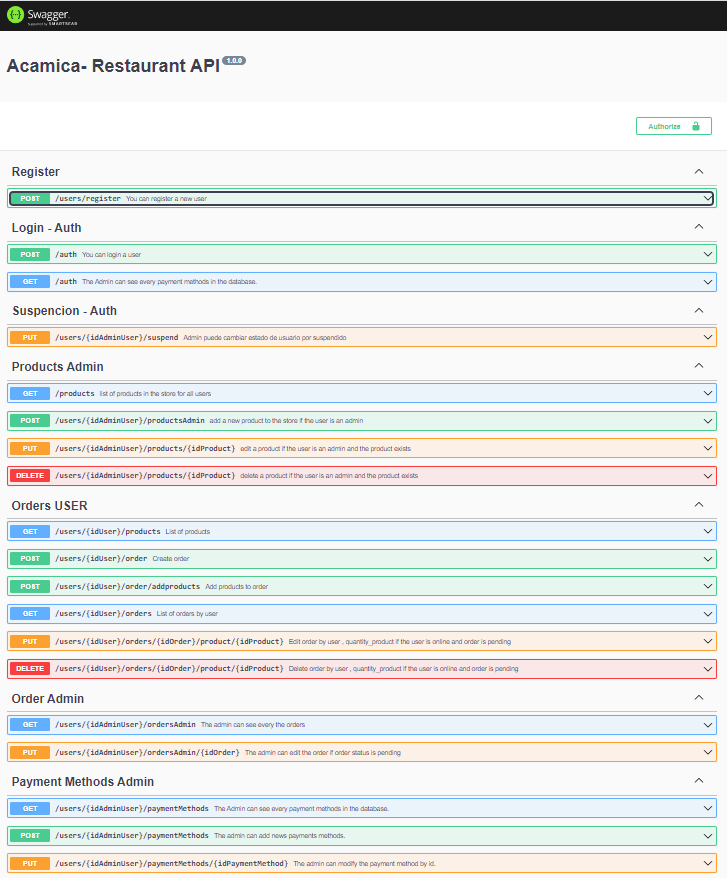 Swagger.
Supported by SMARTBEAR
Acamica- Restaurant API 1.0.0
Authorize
Register
POST /users/register You can register a new user
Login - Auth
POST /auth You can login a user
GET /auth The Admin can see every payment methods in the database.
Suspencion - Auth
PUT /users/{idAdminUser}/suspend Admin puede cambiar estado de usuario por suspendido
Products Admin
GET /products list of products in the store for all users
POST /users/{idAdminUser}/productsAdmin add a new product to the store if the user is an admin
PUT /users/{idAdminUser}/products/{idProduct} edit a product if the user is an admin and the product exists
DELETE /users/{idAdminUser}/products/{idProduct} delete a product if the user is an admin and the product exists
Orders USER
GET /users/{idUser}/products List of products
POST /users/{idUser}/order Create order
POST /users/{idUser}/order/addproducts Add products to order
GET /users/{idUser}/orders List of orders by user
PUT /users/{idUser}/orders/{idOrder}/product/{idProduct} Edit order by user , quantity_product if the user is online and order is pending
DELETE /users/{idUser}/orders/{idOrder}/product/{idProduct} Delete order by user , quantity_product if the user is online and order is pending
Order Admin
GET /users/{idAdminUser}/ordersAdmin The admin can see every the orders
PUT /users/{idAdminUser}/ordersAdmin/{idOrder} The admin can edit the order if order status is pending
Payment Methods Admin
GET /users/{idAdminUser}/paymentMethods The Admin can see every payment methods in the database.
POST /users/{idAdminUser}/paymentMethods The admin can add news payments methods.
PUT /users/{idAdminUser}/paymentMethods/{idPaymentMethod} The admin can modify the payment method by id.